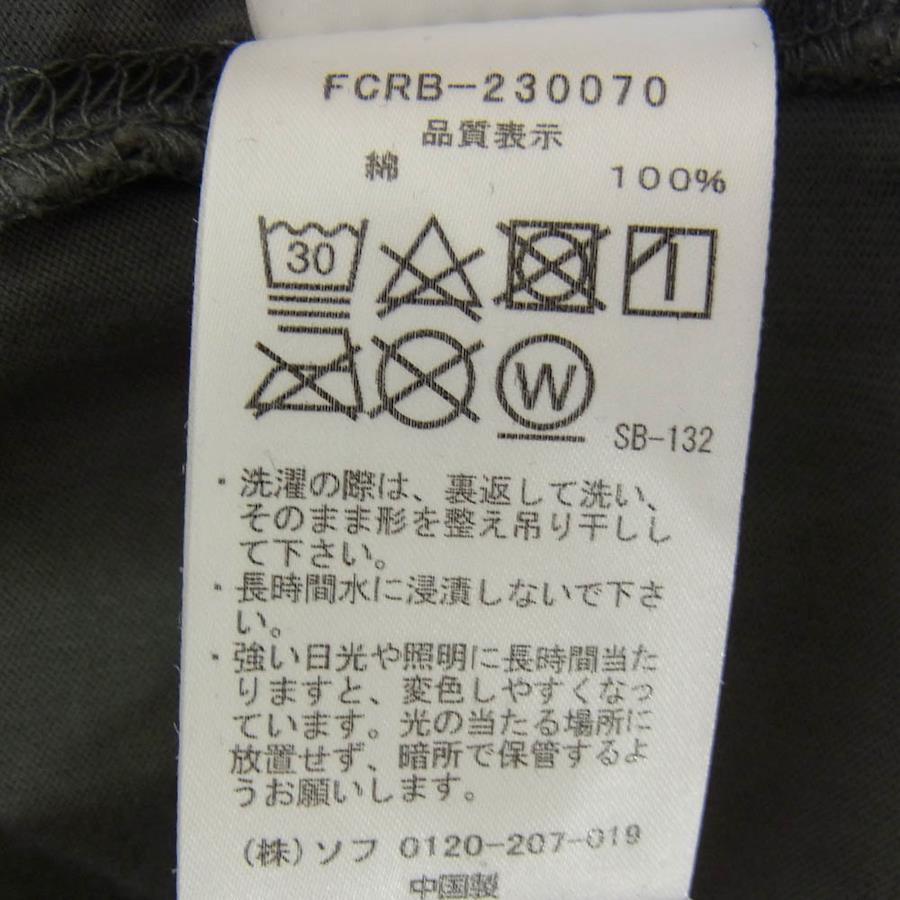 FCRB-230070
品質表示
綿 100%
30
W
SB-132
・洗濯の際は、裏返して洗い、
そのまま形を整え吊り干しし
て下さい。
・長時間水に浸漬しないで下さ
い。
・強い日光や照明に長時間当た
りますと、変色しやすくなっ
ています。光の当たる場所に
放置せず、暗所で保管するよ
うお願いします。
(株)ソフ 0120-207-019
中国製